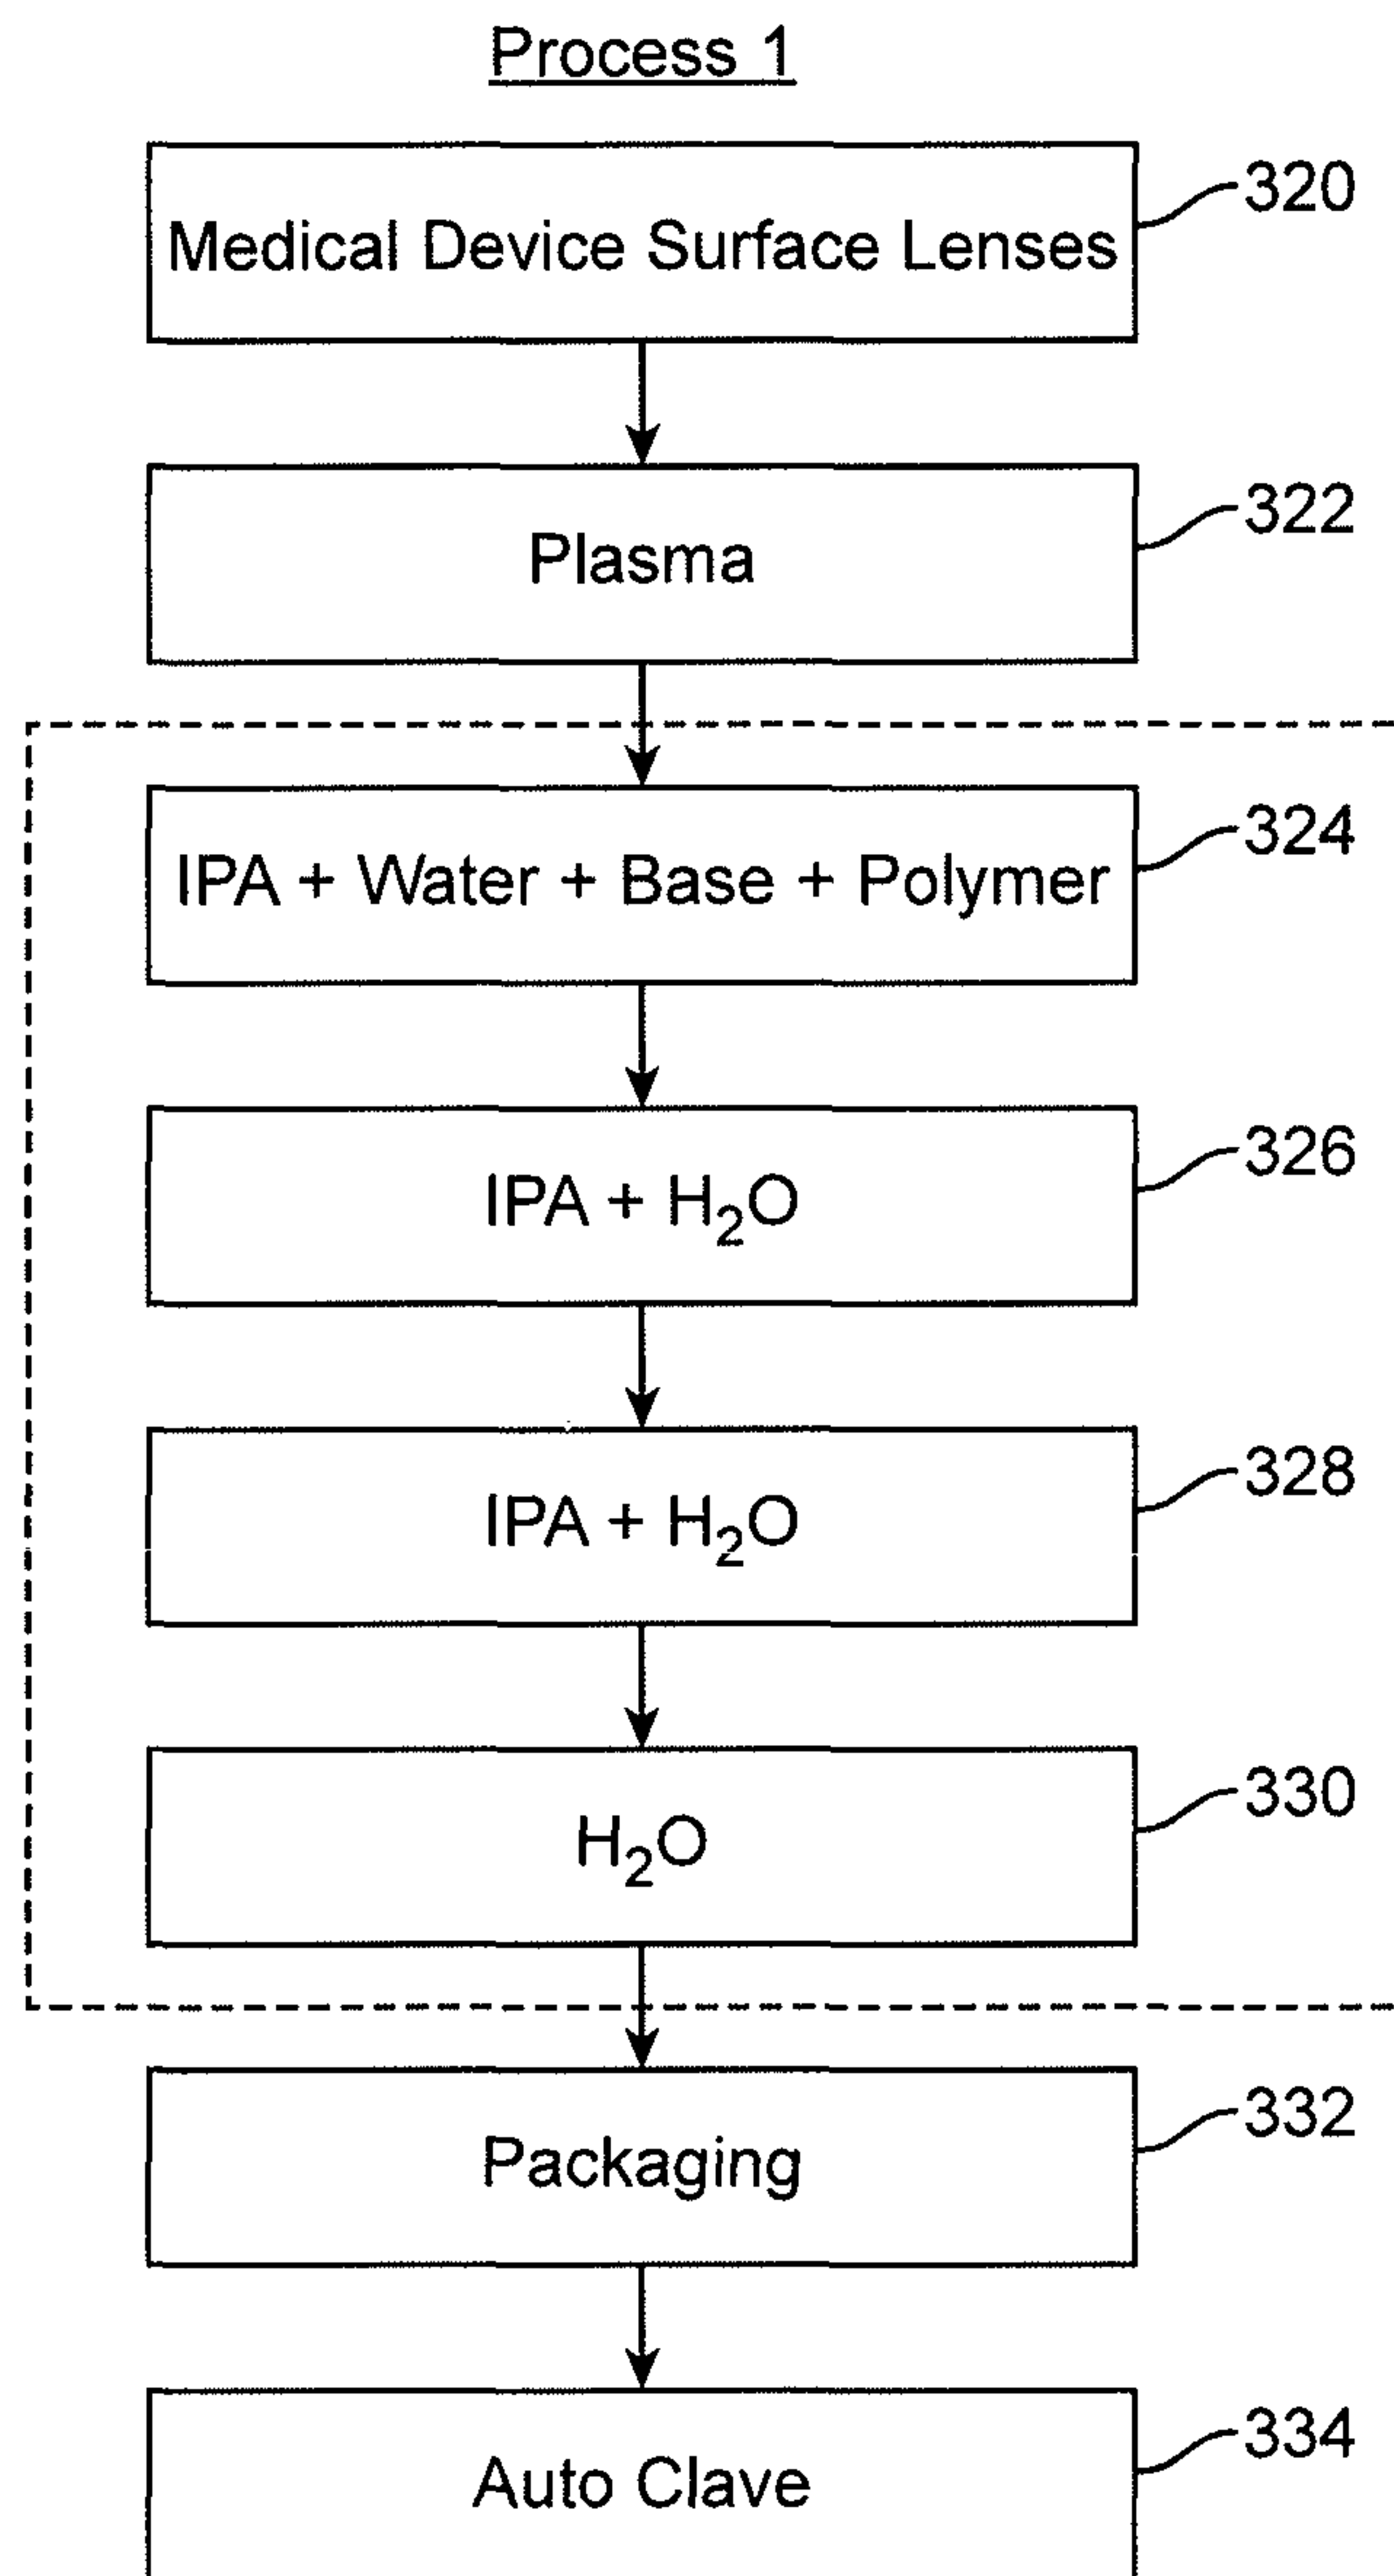 Process 1
Medical Device Surface Lenses
320
Plasma
322
IPA + Water + Base + Polymer
324
IPA + H₂O
326
IPA + H₂O
328
H₂O
330
Packaging
332
Auto Clave
334